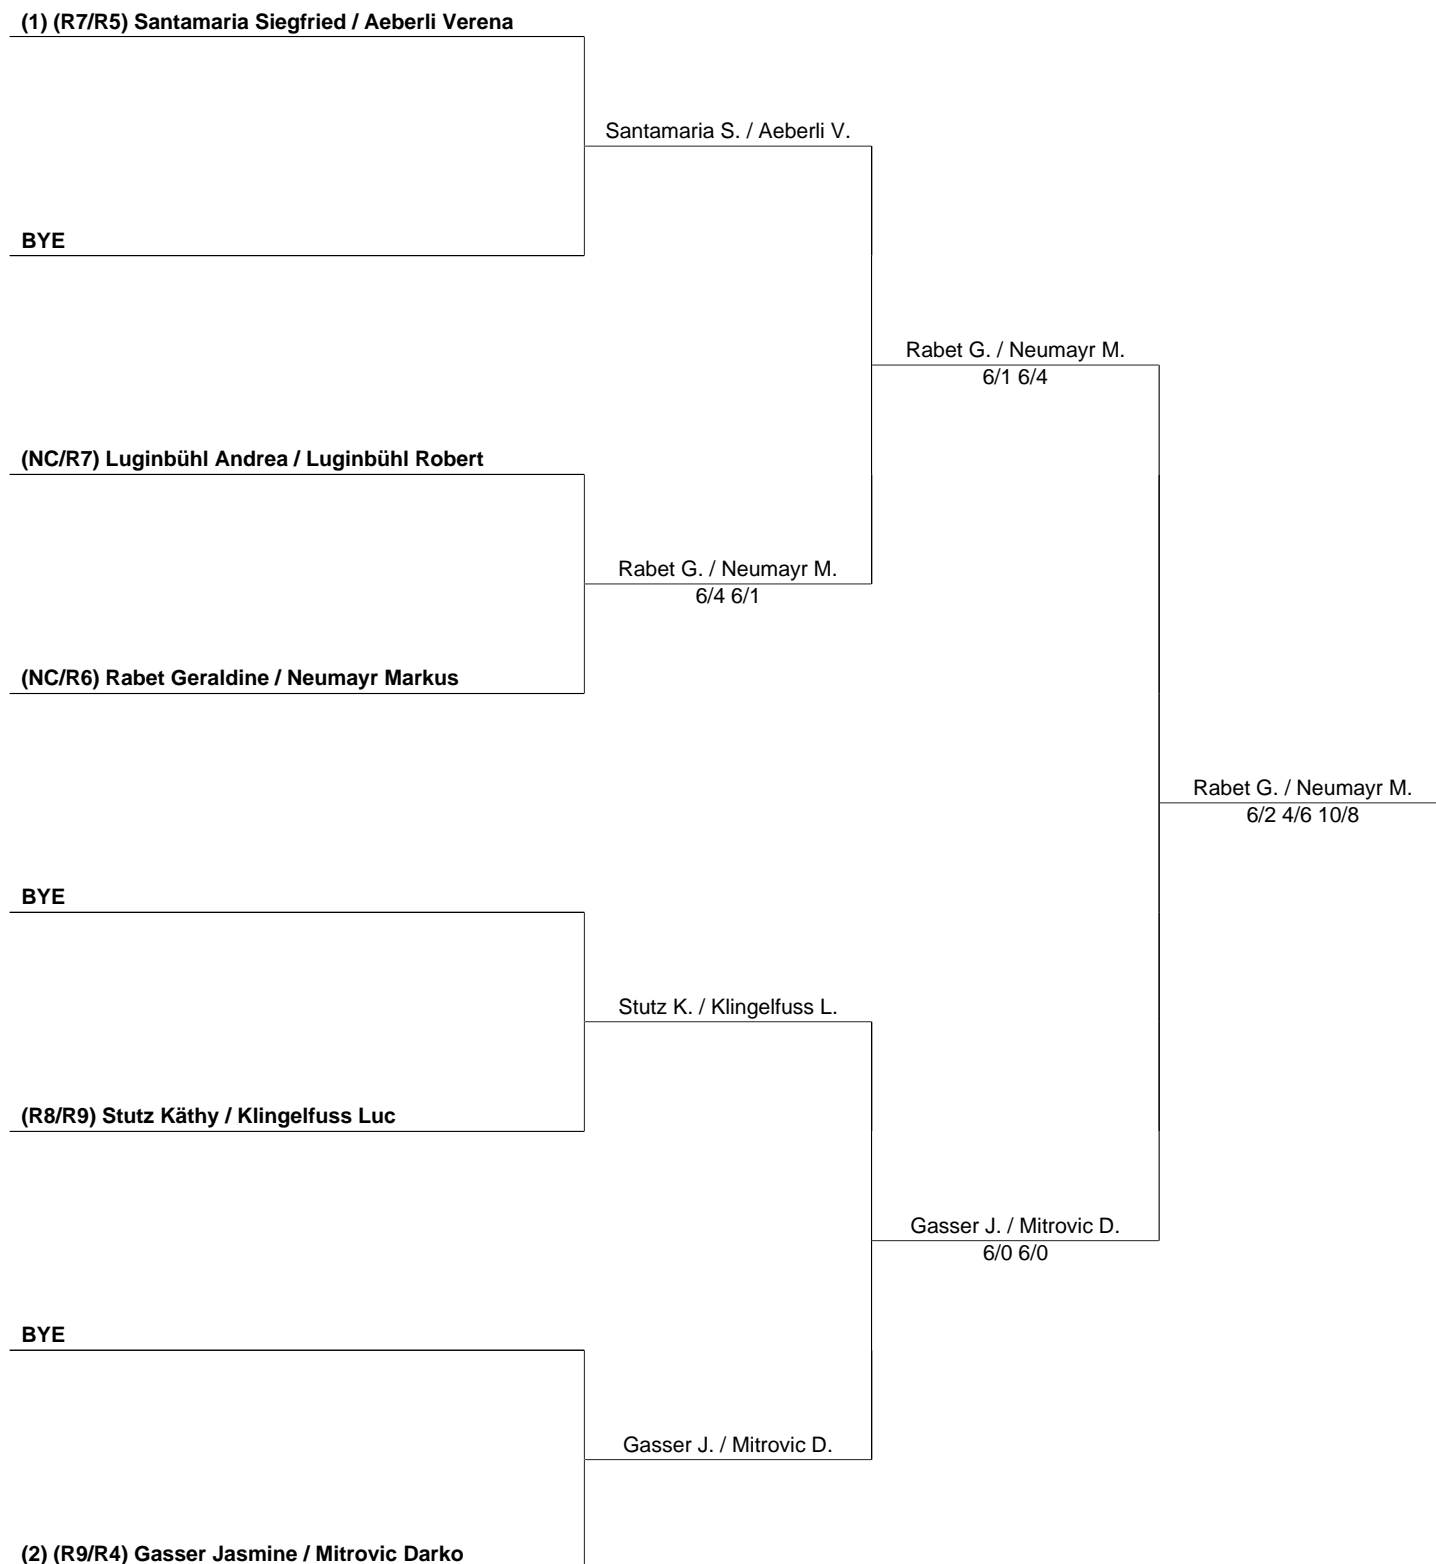 (1) (R7/R5) Santamaria Siegfried / Aeberli Verena
Santamaria S. / Aeberli V.
BYE
Rabet G. / Neumayr M.
6/1 6/4
(NC/R7) Luginbühl Andrea / Luginbühl Robert
Rabet G. / Neumayr M.
6/4 6/1
(NC/R6) Rabet Geraldine / Neumayr Markus
Rabet G. / Neumayr M.
6/2 4/6 10/8
BYE
Stutz K. / Klingelfuss L.
(R8/R9) Stutz Käthy / Klingelfuss Luc
Gasser J. / Mitrovic D.
6/0 6/0
BYE
Gasser J. / Mitrovic D.
(2) (R9/R4) Gasser Jasmine / Mitrovic Darko